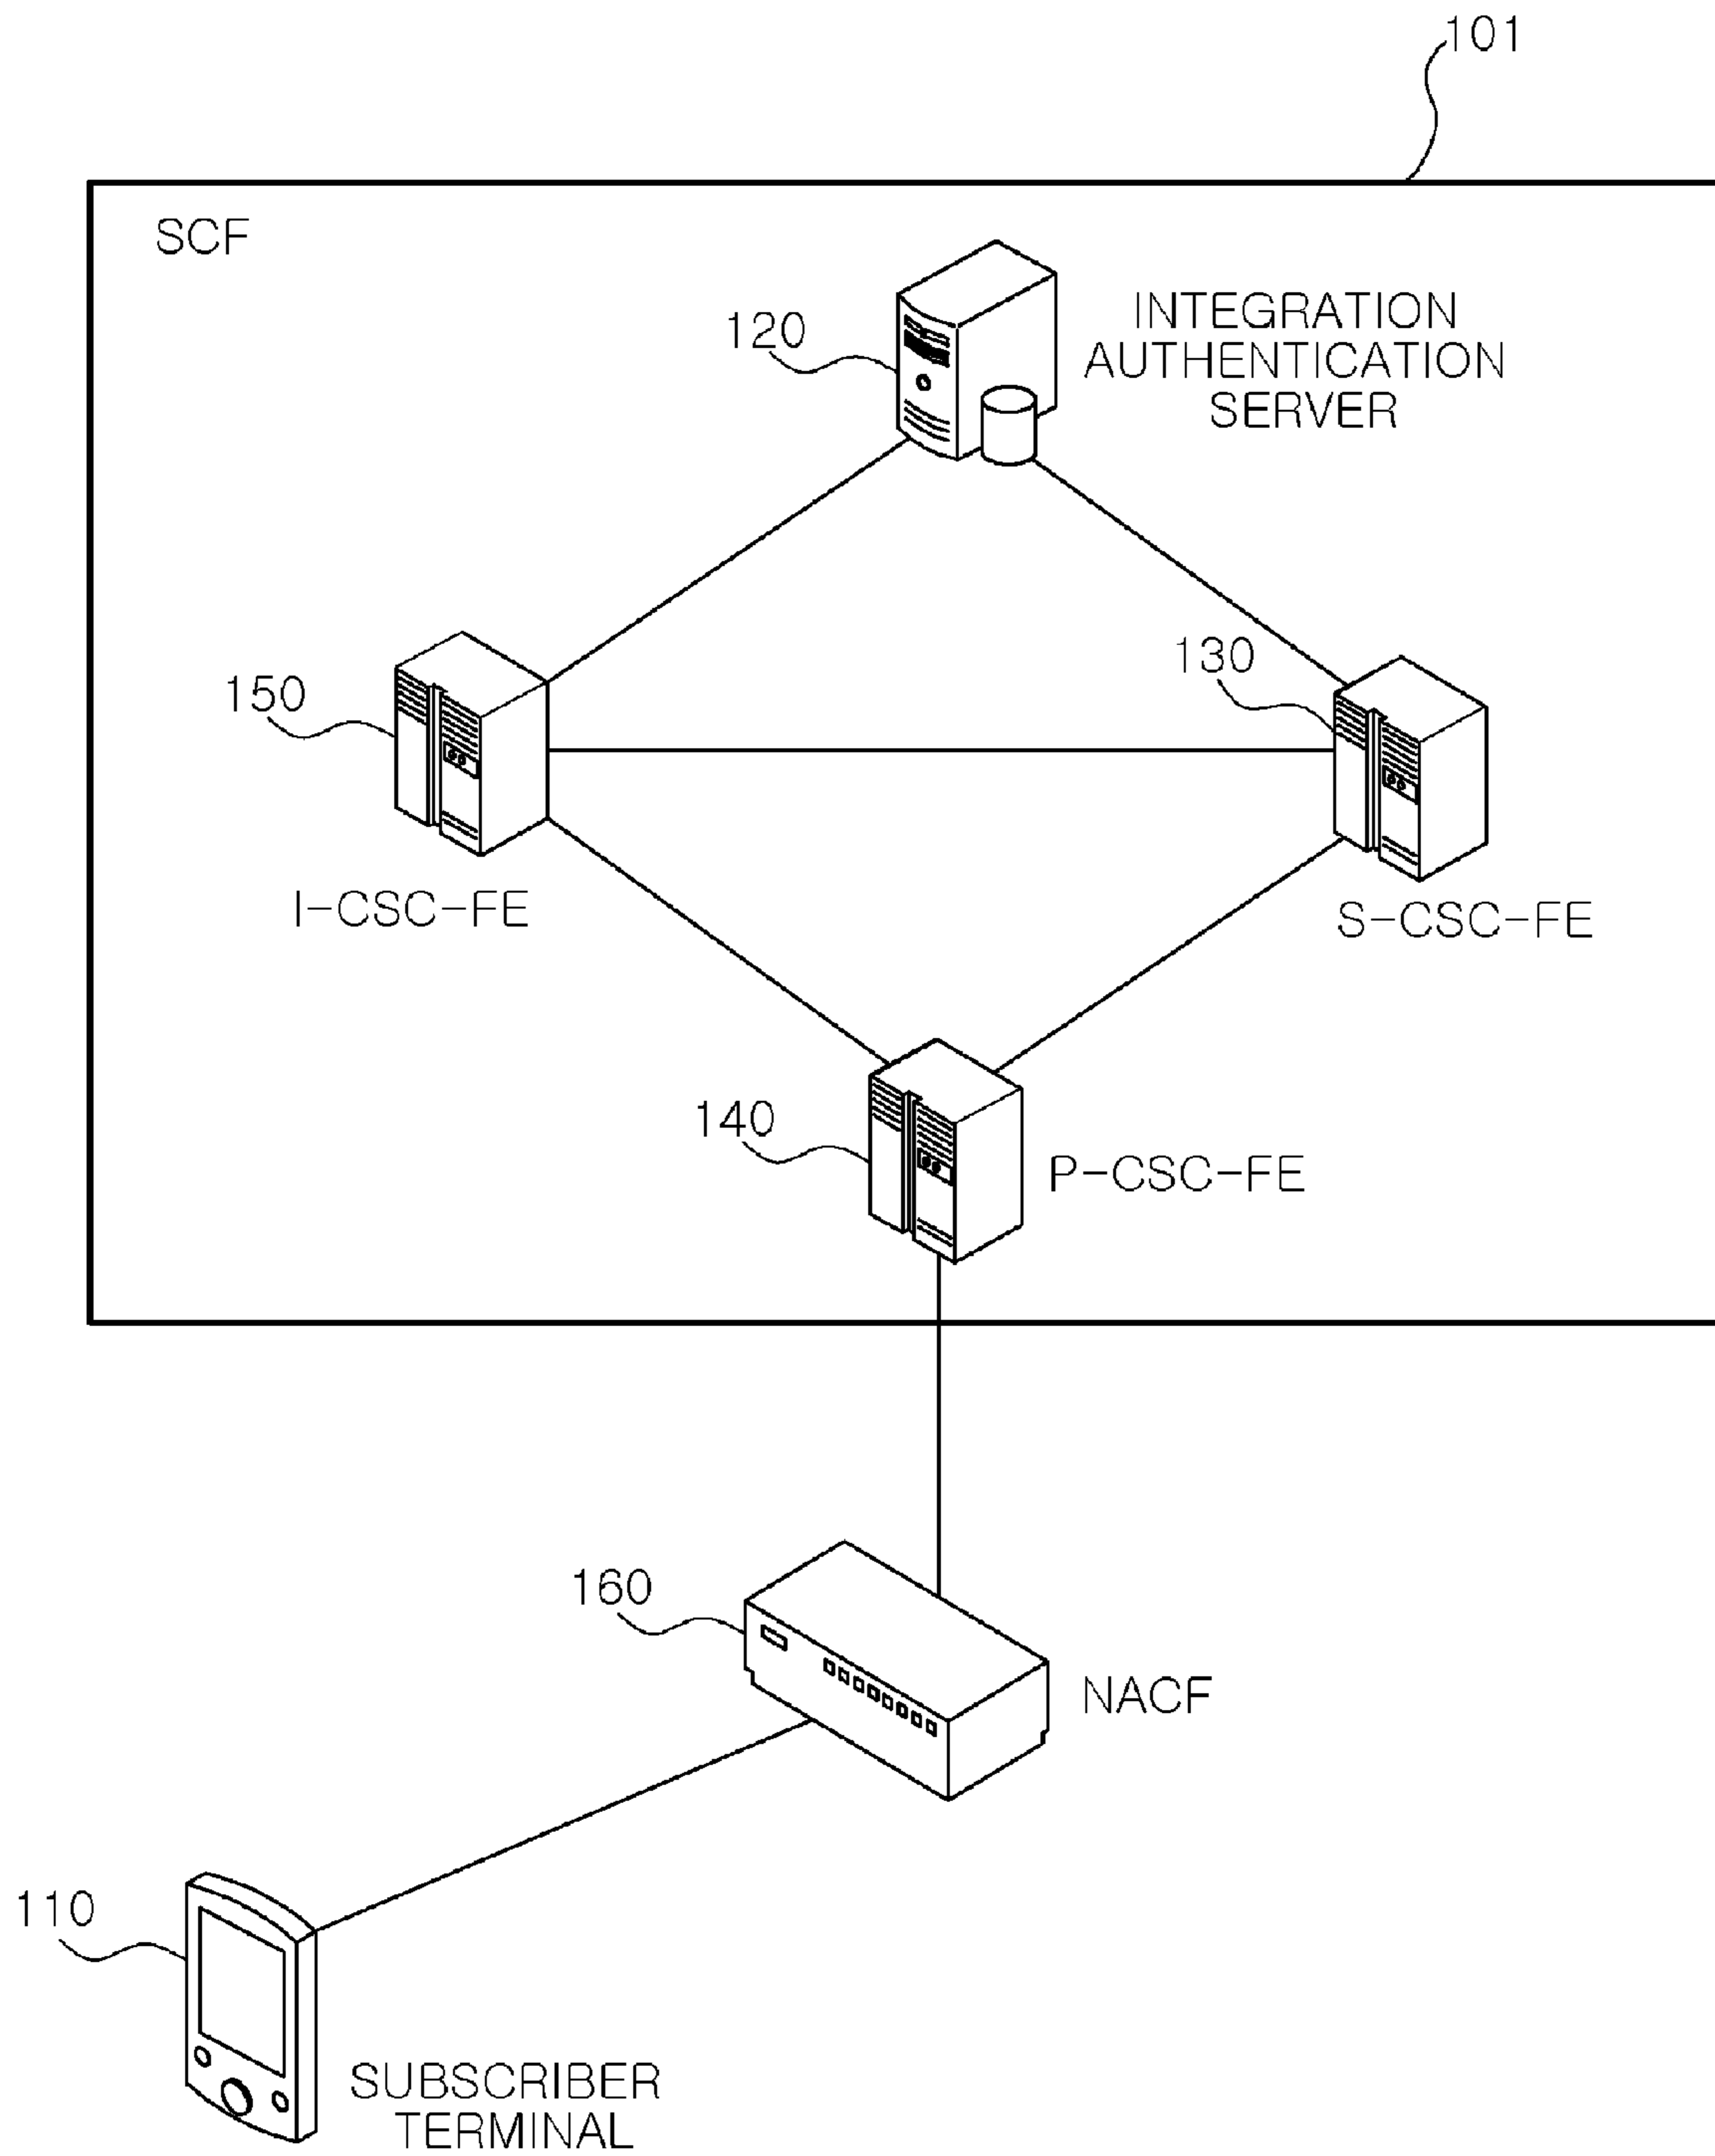 101
SCF
120
INTEGRATION
AUTHENTICATION
SERVER
150
130
I-CSC-FE
S-CSC-FE
140
P-CSC-FE
160
NACF
110
SUBSCRIBER
TERMINAL